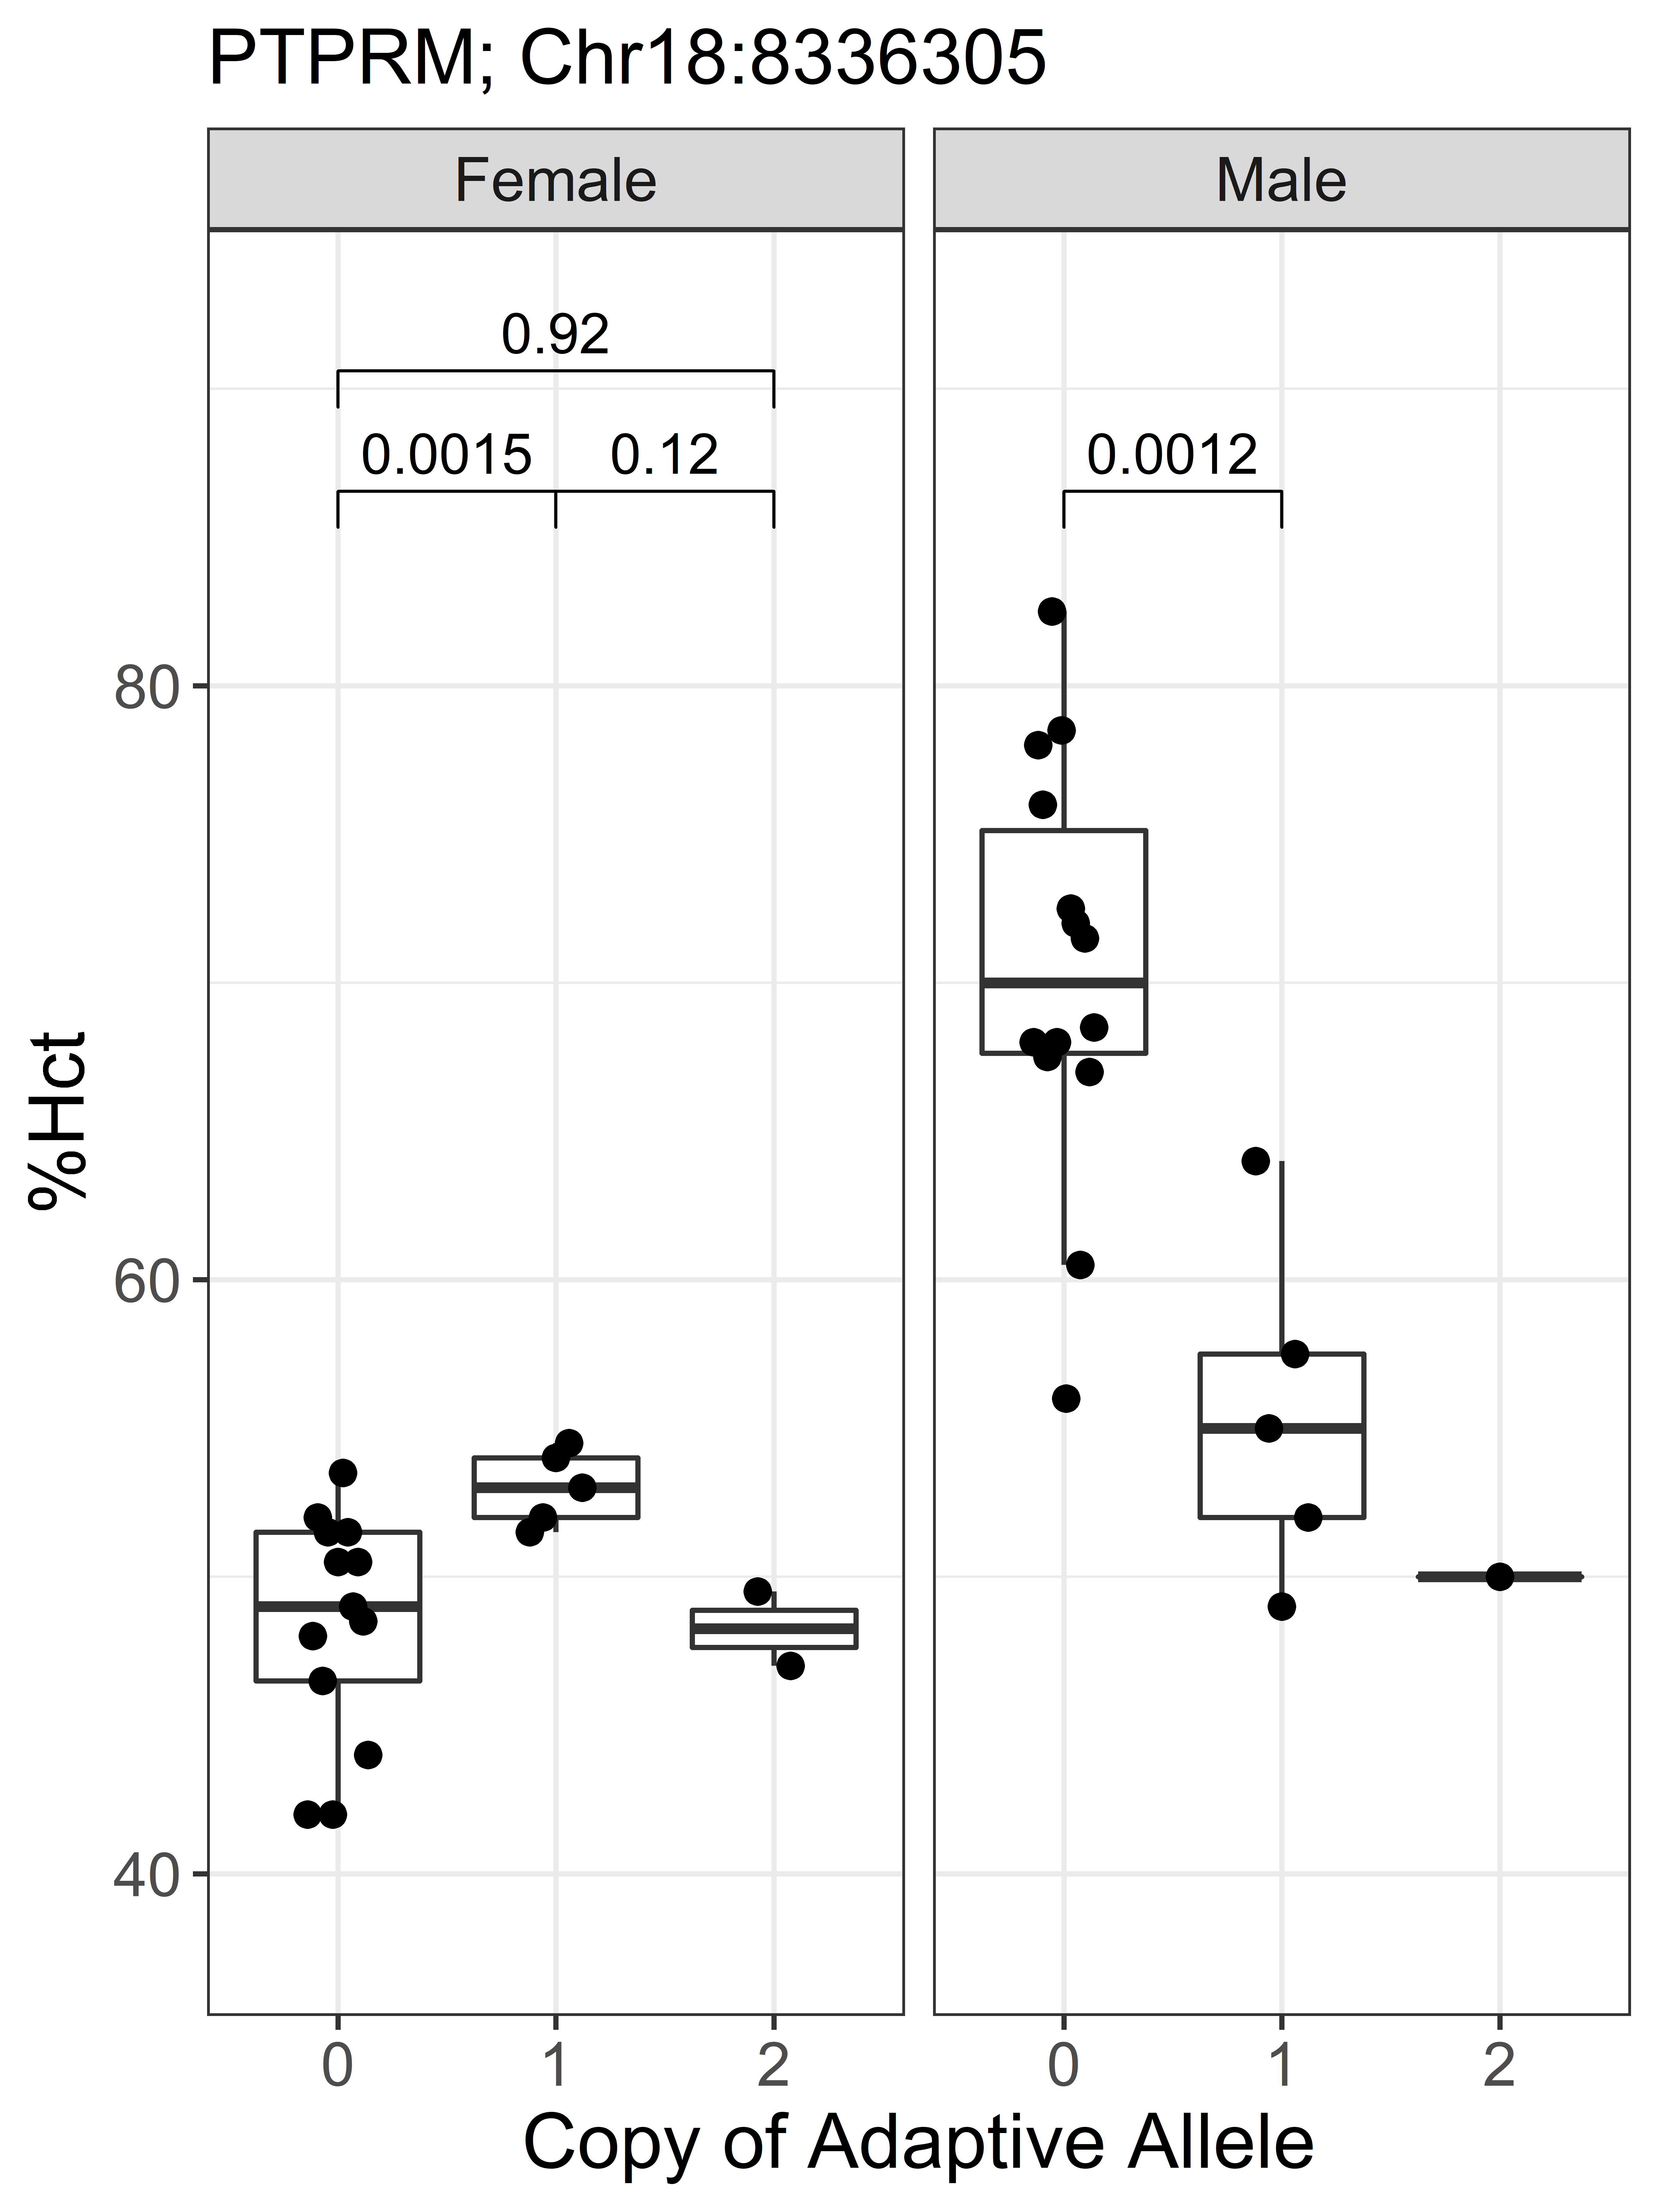 PTPRM; Chr18:8336305
Female
Male
0.92
0.0015
0.12
0.0012
80
60
40
%Hct
0 1 2
0 1 2
Copy of Adaptive Allele